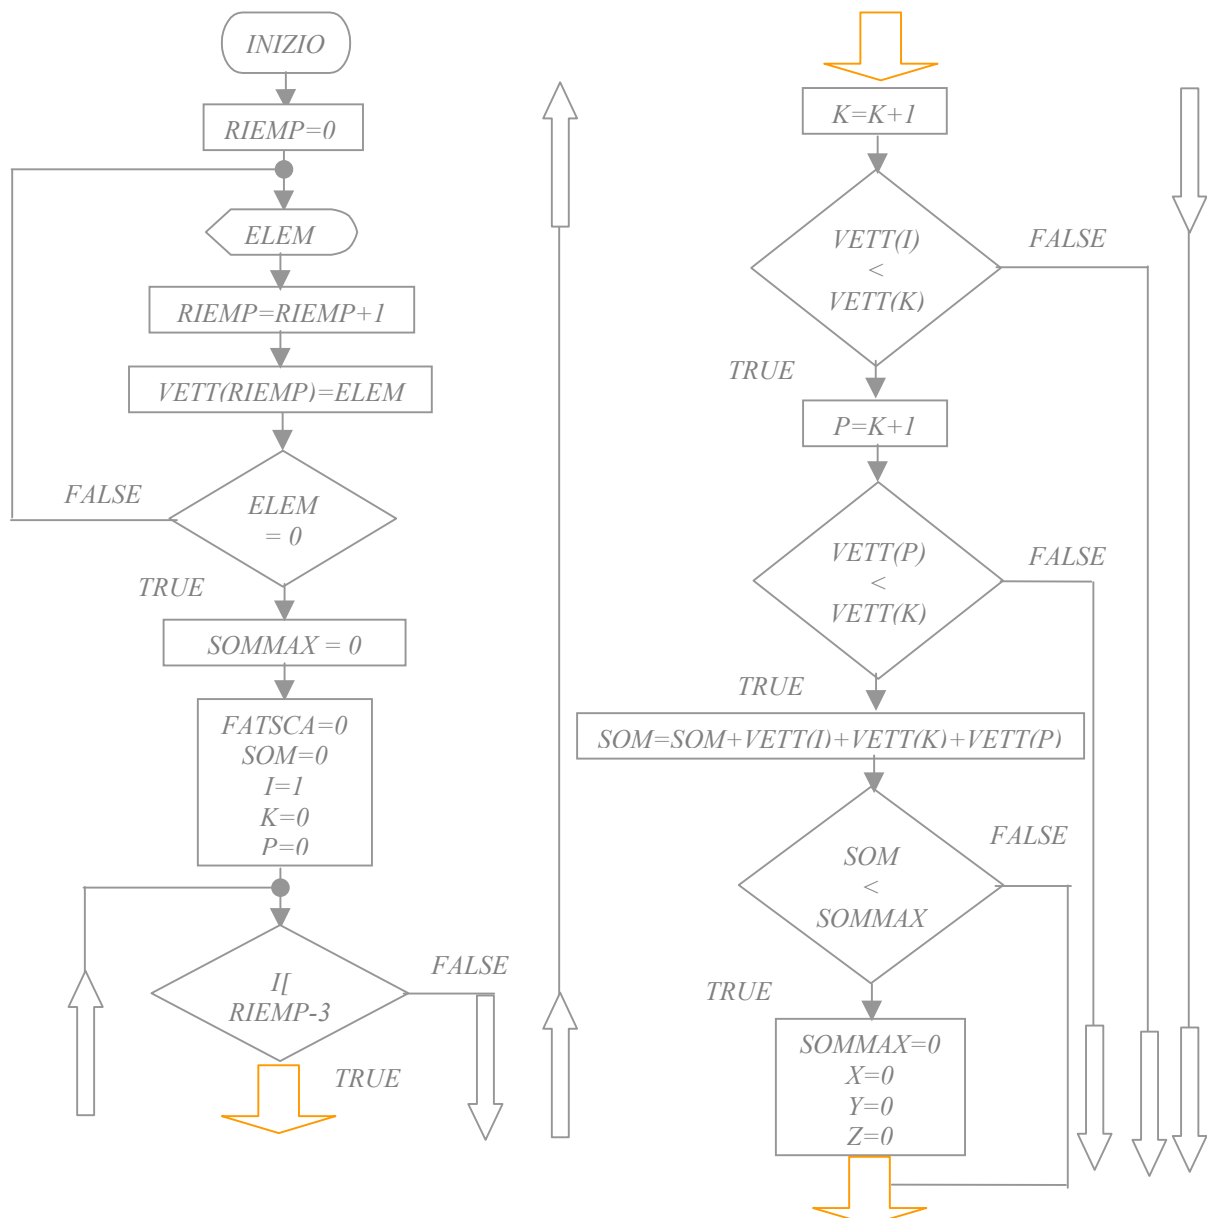 INIZIO
RIEMP=0
ELEM
RIEMP=RIEMP+1
VETT(RIEMP)=ELEM
FALSE
ELEM
= 0
TRUE
SOMMAX = 0
FATSCA=0
SOM=0
I=1
K=0
P=0
I[
RIEMP-3
FALSE
TRUE
K=K+1
VETT(I)
<
VETT(K)
FALSE
TRUE
P=K+1
VETT(P)
<
VETT(K)
FALSE
TRUE
SOM=SOM+VETT(I)+VETT(K)+VETT(P)
SOM
<
SOMMAX
FALSE
TRUE
SOMMAX=0
X=0
Y=0
Z=0